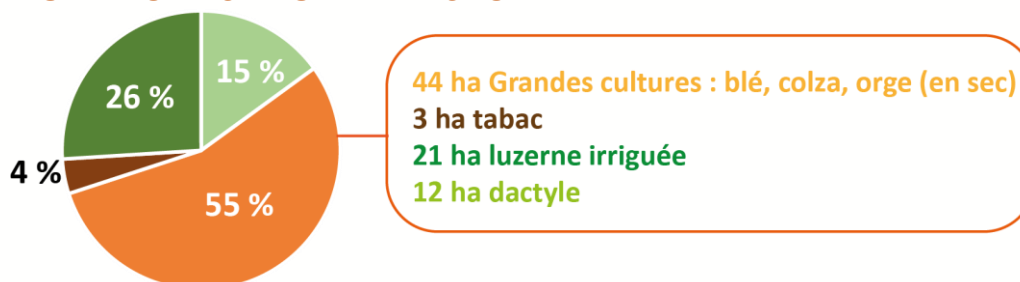 15 %
26 %
4 %
55 %
44 ha Grandes cultures : blé, colza, orge (en sec)
3 ha tabac
21 ha luzerne irriguée
12 ha dactyle